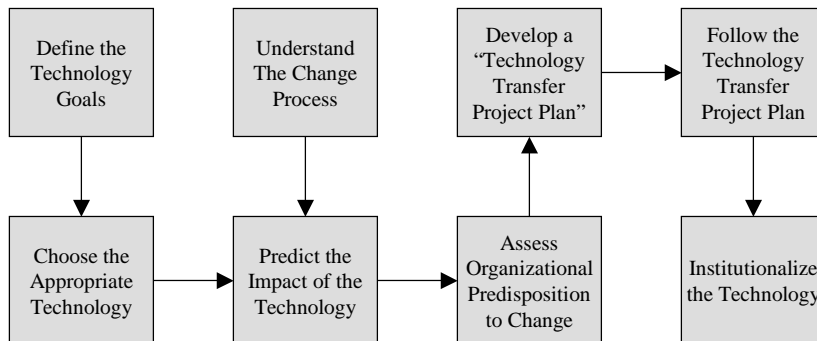 Define the
Technology
Goals
Understand
The Change
Process
Develop a
“Technology
Transfer
Project Plan”
Follow the
Technology
Transfer
Project Plan
Choose the
Appropriate
Technology
Predict the
Impact of the
Technology
Assess
Organizational
Predisposition
to Change
Institutionalize
the Technology